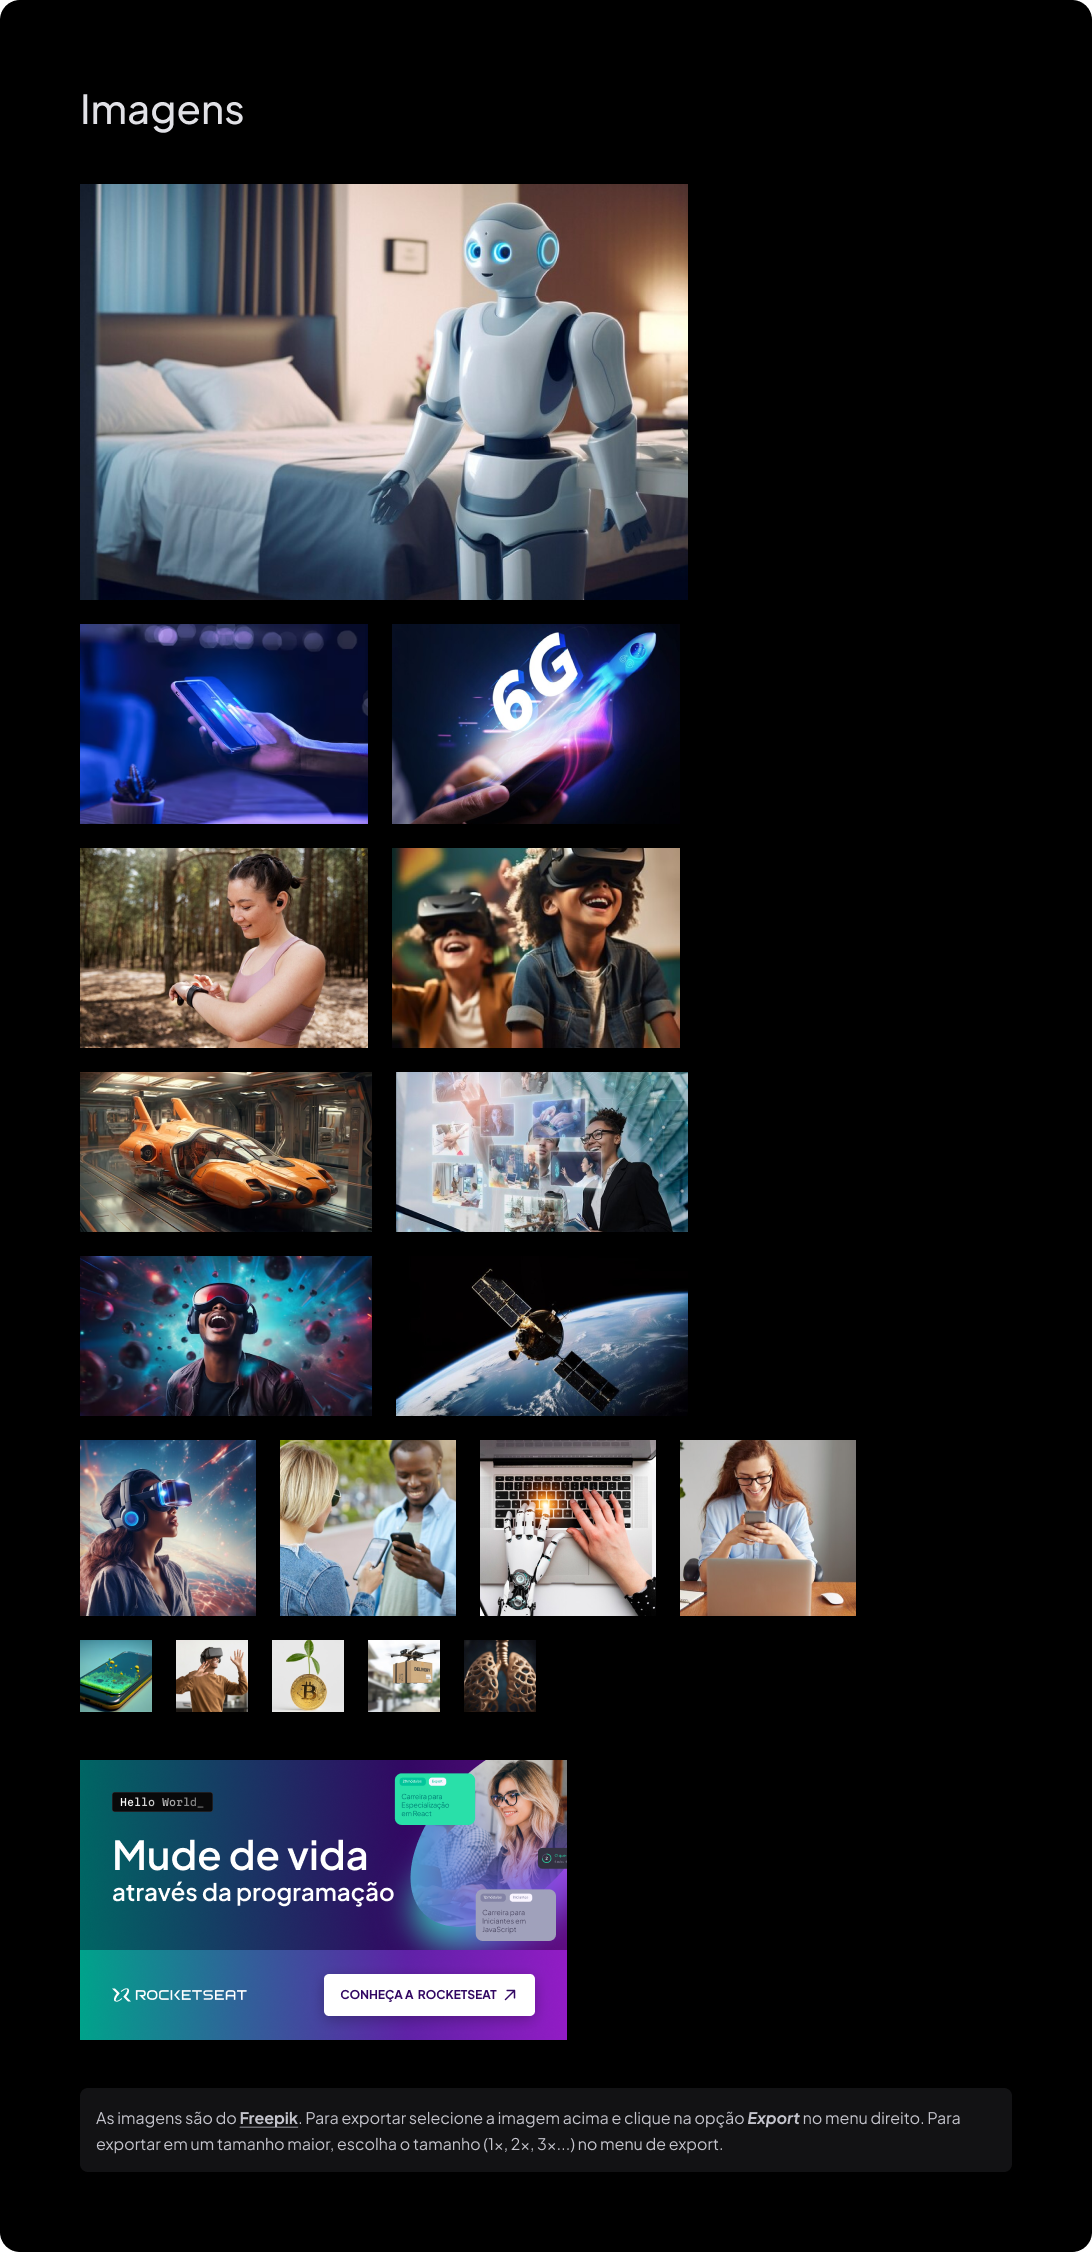 Imagens
6G
DELIVERY
B
Hello World_
Mude de vida
através da programação
Carreira para
Especialização
em React
Carreira para
Iniciantes em
JavaScript
ROCKETSEAT
CONHEÇA A ROCKETSEAT
As imagens são do Freepik. Para exportar selecione a imagem acima e clique na opção Export no menu direito. Para
exportar em um tamanho maior, escolha o tamanho (1x, 2x, 3x...) no menu de export.